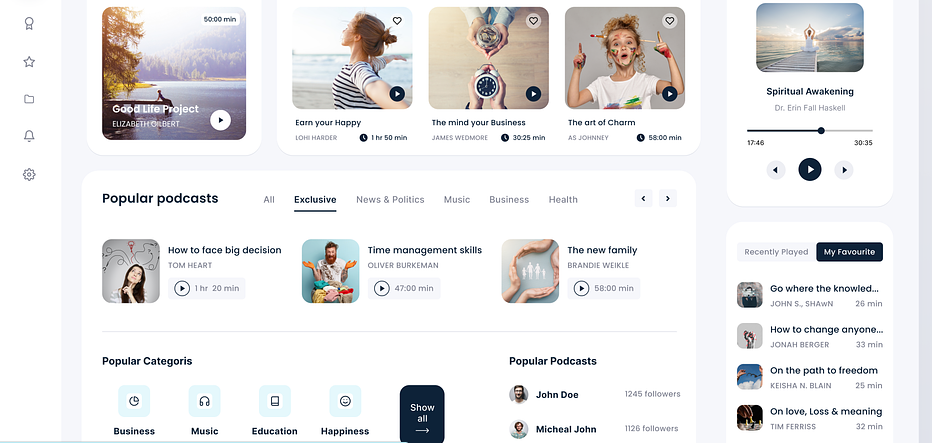 50:00 min
Good Life Project
ELIZABETH GILBERT
Earn your Happy
LOHI HARDER
1 hr 50 min
The mind your Business
JAMES WEDMORE
30:25 min
The art of Charm
AS JOHNNEY
58:00 min
Spiritual Awakening
Dr. Erin Fall Haskell
17:46
30:35
Popular podcasts
All
Exclusive
News & Politics
Music
Business
Health
How to face big decision
TOM HEART
1 hr 20 min
Time management skills
OLIVER BURKEMAN
47:00 min
The new family
BRANDIE WEIKLE
58:00 min
Recently Played
My Favourite
Go where the knowled...
JOHN S., SHAwN
26 min
How to change anyone...
JONAH BERGER
33 min
On the path to freedom
KEISHA N. BLAIN
25 min
On love, Loss & meaning
TIM FERRISS
32 min
Popular Categoris
Business
Music
Education
Happiness
Show
all
Popular Podcasts
John Doe
1245 followers
Micheal John
1126 followers